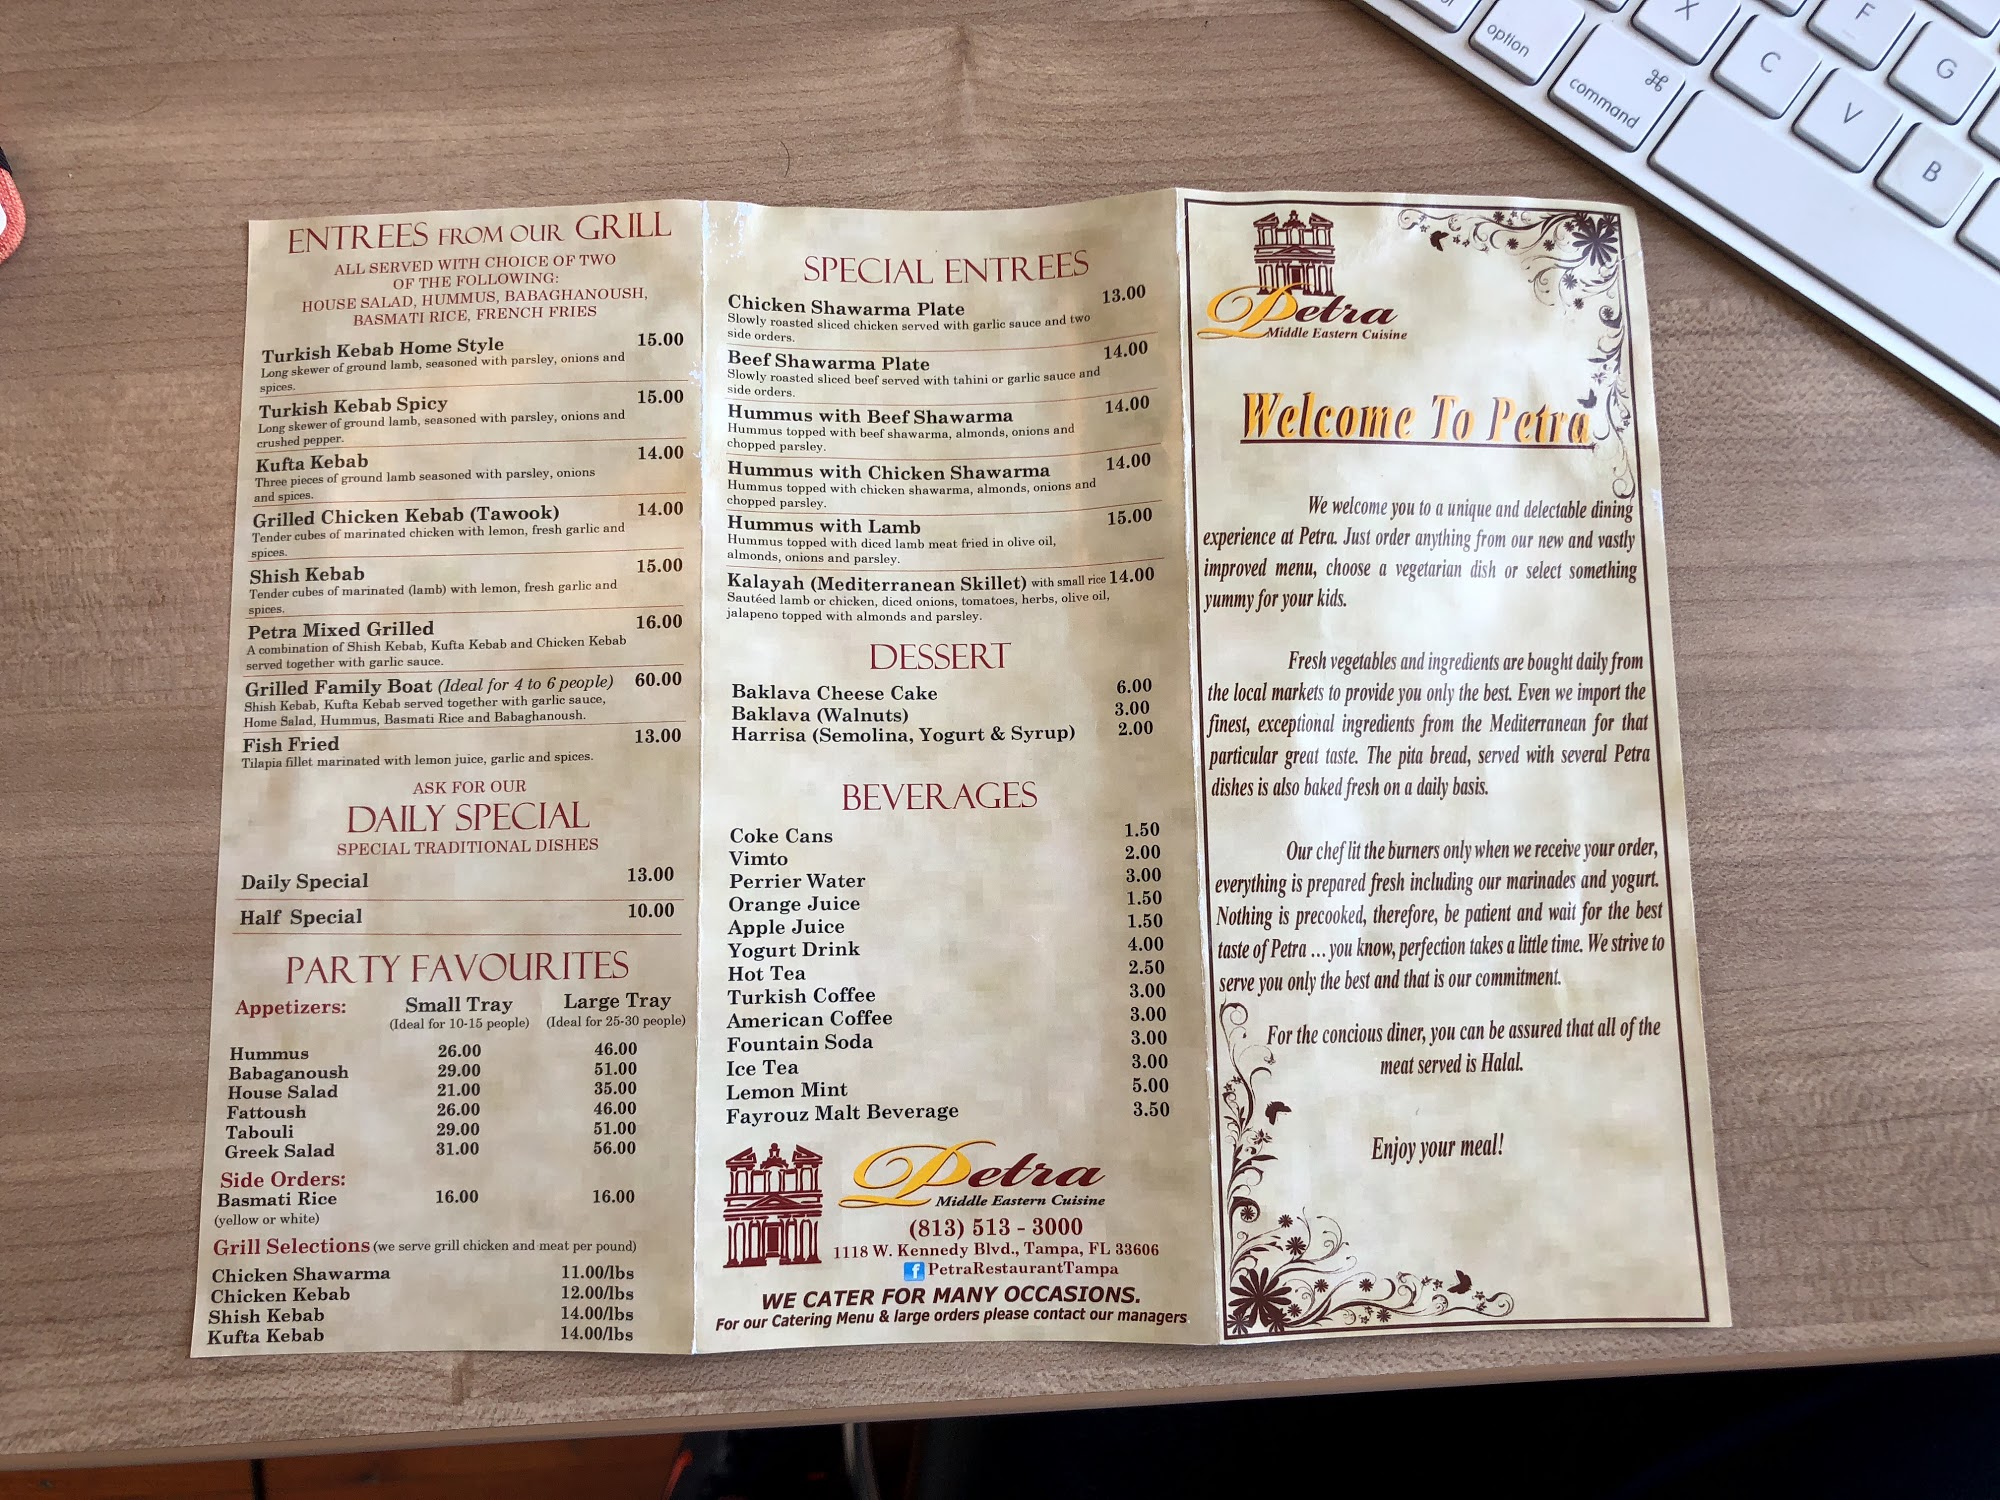 ENTREES FROM OUR GRILL
ALL SERVED WITH CHOICE OF TWO
OF THE FOLLOWING:
HOUSE SALAD, HUMMUS, BABAGHANOUSH,
BASMATI RICE, FRENCH FRIES
Turkish Kebab Home Style 15.00
Long skewer of ground lamb, seasoned with parsley, onions and
spices.
Turkish Kebab Spicy 15.00
Long skewer of ground lamb, seasoned with parsley, onions and
crushed pepper.
Kufta Kebab 14.00
Three pieces of ground lamb seasoned with parsley, onions
and spices.
Grilled Chicken Kebab (Tawook) 14.00
Tender cubes of marinated chicken with lemon, fresh garlic and
spices.
Shish Kebab 15.00
Tender cubes of marinated (lamb) with lemon, fresh garlic and
spices.
Petra Mixed Grilled 16.00
A combination of Shish Kebab, Kufta Kebab and Chicken Kebab
served together with garlic sauce.
Grilled Family Boat (Ideal for 4 to 6 people) 60.00
Shish Kebab, Kufta Kebab served together with garlic sauce,
Home Salad, Hummus, Basmati Rice and Babaghanoush.
Fish Fried 13.00
Tilapia fillet marinated with lemon juice, garlic and spices.
ASK FOR OUR
DAILY SPECIAL
SPECIAL TRADITIONAL DISHES
Daily Special 13.00
Half Special 10.00
PARTY FAVOURITES
Appetizers: Small Tray Large Tray
(Ideal for 10-15 people) (Ideal for 25-30 people)
Hummus 26.00 46.00
Babaganoush 29.00 51.00
House Salad 21.00 35.00
Fattoush 26.00 46.00
Tabouli 29.00 51.00
Greek Salad 31.00 56.00
Side Orders:
Basmati Rice 16.00 16.00
(yellow or white)
Grill Selections (we serve grill chicken and meat per pound)
Chicken Shawarma 11.00/lbs
Chicken Kebab 12.00/lbs
Shish Kebab 14.00/lbs
Kufta Kebab 14.00/lbs
SPECIAL ENTREES
Chicken Shawarma Plate 13.00
Slowly roasted sliced chicken served with garlic sauce and two
side orders.
Beef Shawarma Plate 14.00
Slowly roasted sliced beef served with tahini or garlic sauce and
side orders.
Hummus with Beef Shawarma 14.00
Hummus topped with beef shawarma, almonds, onions and
chopped parsley.
Hummus with Chicken Shawarma 14.00
Hummus topped with chicken shawarma, almonds, onions and
chopped parsley.
Hummus with Lamb 15.00
Hummus topped with diced lamb meat fried in olive oil,
almonds, onions and parsley.
Kalayah (Mediterranean Skillet) with small rice 14.00
Sautéed lamb or chicken, diced onions, tomatoes, herbs, olive oil,
jalapeno topped with almonds and parsley.
DESSERT
Baklava Cheese Cake 6.00
Baklava (Walnuts) 3.00
Harrisa (Semolina, Yogurt & Syrup) 2.00
BEVERAGES
Coke Cans 1.50
Vimto 2.00
Perrier Water 3.00
Orange Juice 1.50
Apple Juice 1.50
Yogurt Drink 4.00
Hot Tea 2.50
Turkish Coffee 3.00
American Coffee 3.00
Fountain Soda 3.00
Ice Tea 3.00
Lemon Mint 5.00
Fayrouz Malt Beverage 3.50
Petra
Middle Eastern Cuisine
(813) 513 - 3000
1118 W. Kennedy Blvd., Tampa, FL 33606
f PetraRestaurantTampa
WE CATER FOR MANY OCCASIONS.
For our Catering Menu & large orders please contact our managers
Petra
Middle Eastern Cuisine
Welcome To Petra
We welcome you to a unique and delectable dining
experience at Petra. Just order anything from our new and vastly
improved menu, choose a vegetarian dish or select something
yummy for your kids.
Fresh vegetables and ingredients are bought daily from
the local markets to provide you only the best. Even we import the
finest, exceptional ingredients from the Mediterranean for that
particular great taste. The pita bread, served with several Petra
dishes is also baked fresh on a daily basis.
Our chef lit the burners only when we receive your order,
everything is prepared fresh including our marinades and yogurt.
Nothing is precooked, therefore, be patient and wait for the best
taste of Petra ...you know, perfection takes a little time. We strive to
serve you only the best and that is our commitment.
For the concious diner, you can be assured that all of the
meat served is Halal.
Enjoy your meal!
option
command ⌘
X
C
V
B
F
G